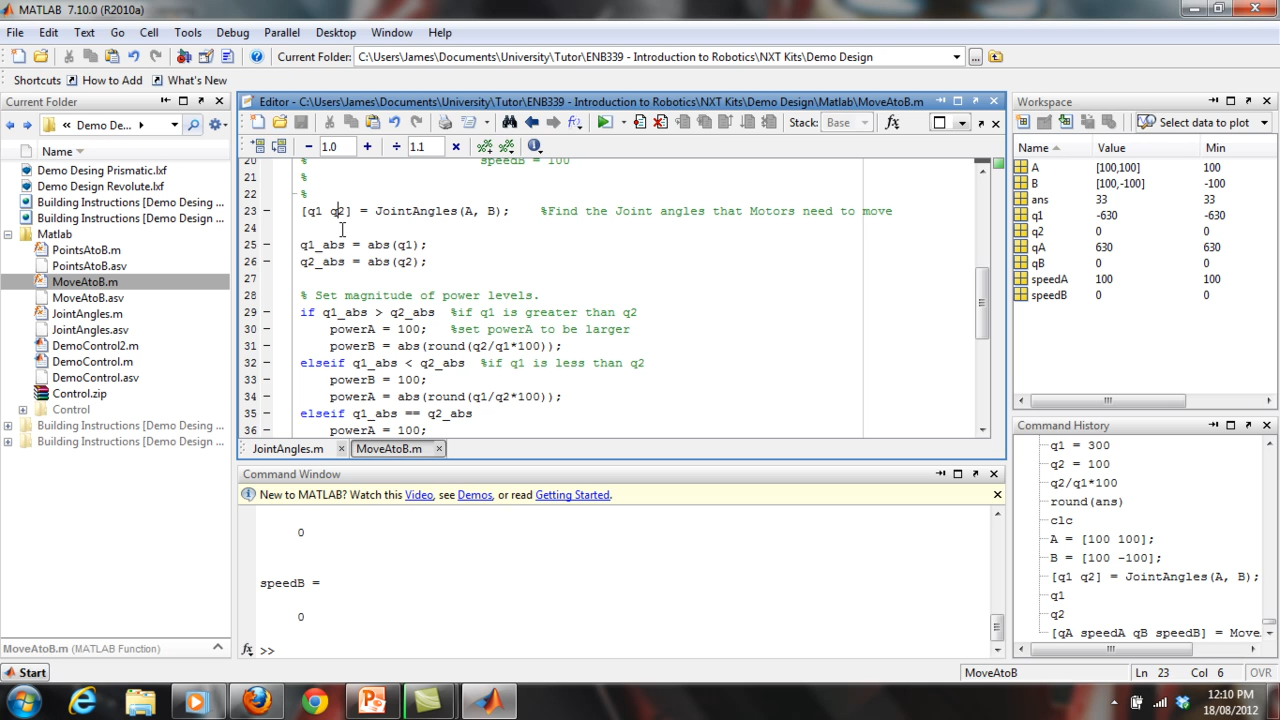 MATLAB 7.10.0 (R2010a)
File Edit Text Go Cell Tools Debug Parallel Desktop Window Help
Current Folder: C:\Users\James\Documents\University\Tutor\ENB339 - Introduction to Robotics\NXT Kits\Demo Design
Shortcuts How to Add What's New
Current Folder
« Demo De...
Name
Demo Desing Prismatic.lxf
Demo Design Revolute.lxf
Building Instructions [Demo Desing ...
Building Instructions [Demo Design ...
Matlab
PointsAtoB.m
PointsAtoB.asv
MoveAtoB.m
MoveAtoB.asv
JointAngles.m
JointAngles.asv
DemoControl2.m
DemoControl.m
DemoControl.asv
Control.zip
Control
Building Instructions [Demo Desing ...
Building Instructions [Demo Design ...
MoveAtoB.m (MATLAB Function)
Editor - C:\Users\James\Documents\University\Tutor\ENB339 - Introduction to Robotics\NXT Kits\Demo Design\Matlab\MoveAtoB.m
Stack: Base
1.0 1.1
20 % speedB = 100
21 %
22 %
23 [q1 q2] = JointAngles(A, B); %Find the Joint angles that Motors need to move
24
25 q1_abs = abs(q1);
26 q2_abs = abs(q2);
27
28 % Set magnitude of power levels.
29 if q1_abs > q2_abs %if q1 is greater than q2
30 powerA = 100; %set powerA to be larger
31 powerB = abs(round(q2/q1*100));
32 elseif q1_abs < q2_abs %if q1 is less than q2
33 powerB = 100;
34 powerA = abs(round(q1/q2*100));
35 elseif q1_abs == q2_abs
36 powerA = 100;
JointAngles.m MoveAtoB.m
Command Window
New to MATLAB? Watch this Video, see Demos, or read Getting Started.
0
speedB =
0
>>
Workspace
Select data to plot
Name Value Min
A [100,100] 100
B [100,-100] -100
ans 33 33
q1 -630 -630
q2 0 0
qA 630 630
qB 0 0
speedA 100 100
speedB 0 0
Command History
q1 = 300
q2 = 100
q2/q1*100
round(ans)
clc
A = [100 100];
B = [100 -100];
[q1 q2] = JointAngles(A, B);
q1
q2
[qA speedA qB speedB] = Move
Start
MoveAtoB Ln 23 Col 6 OVR
12:10 PM
18/08/2012